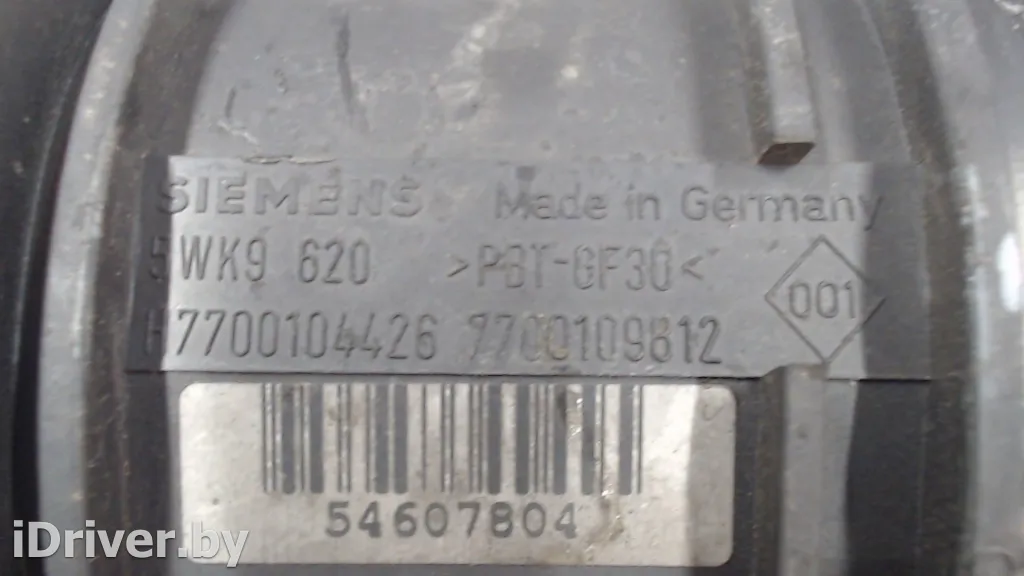 SIEMENS Made in Germany
5WK9 620 >PBT-GF30<
001
H7700104426 7700109812
54607804
iDriver.by